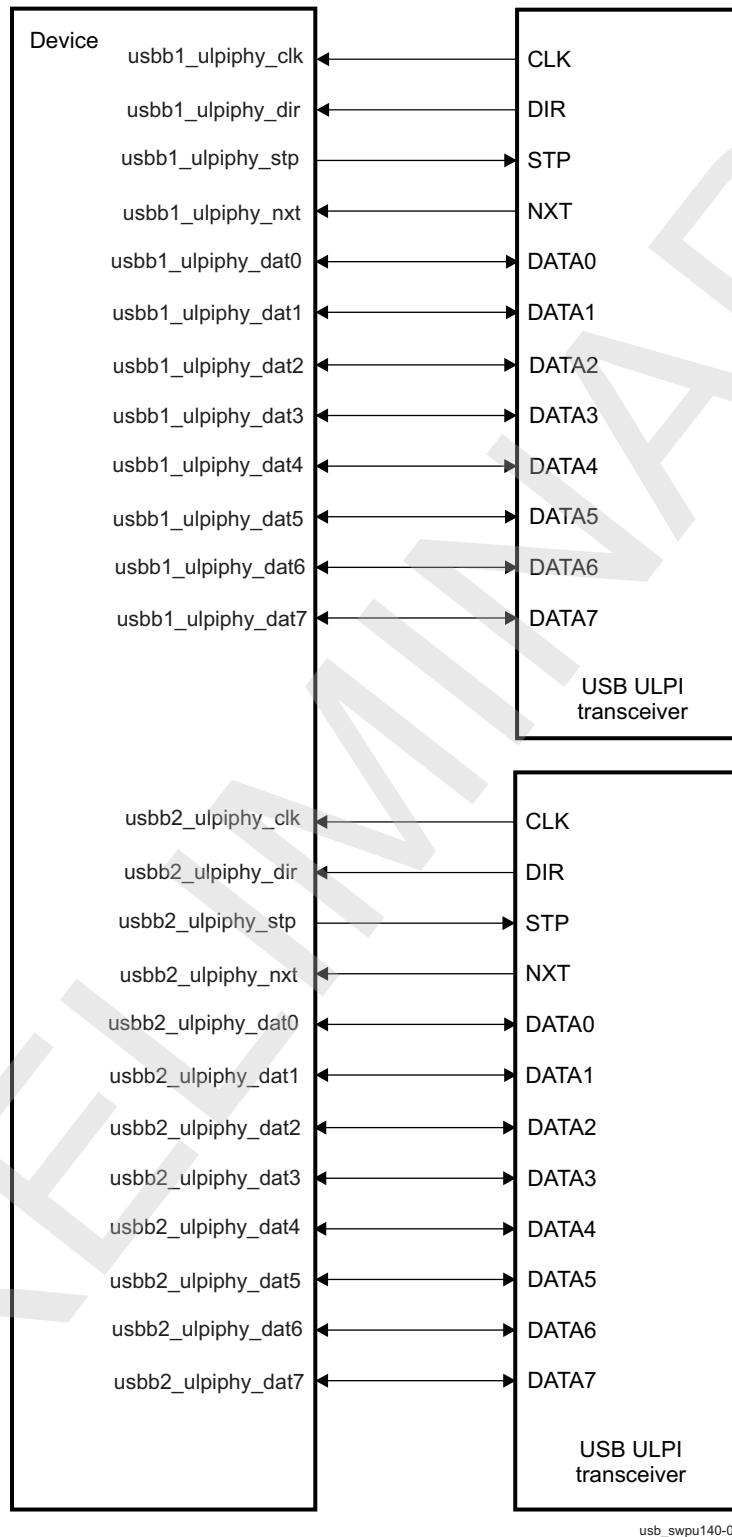 Device
usbb1_ulpiphy_clk CLK
usbb1_ulpiphy_dir DIR
usbb1_ulpiphy_stp STP
usbb1_ulpiphy_nxt NXT
usbb1_ulpiphy_dat0 DATA0
usbb1_ulpiphy_dat1 DATA1
usbb1_ulpiphy_dat2 DATA2
usbb1_ulpiphy_dat3 DATA3
usbb1_ulpiphy_dat4 DATA4
usbb1_ulpiphy_dat5 DATA5
usbb1_ulpiphy_dat6 DATA6
usbb1_ulpiphy_dat7 DATA7
USB ULPI
transceiver
usbb2_ulpiphy_clk CLK
usbb2_ulpiphy_dir DIR
usbb2_ulpiphy_stp STP
usbb2_ulpiphy_nxt NXT
usbb2_ulpiphy_dat0 DATA0
usbb2_ulpiphy_dat1 DATA1
usbb2_ulpiphy_dat2 DATA2
usbb2_ulpiphy_dat3 DATA3
usbb2_ulpiphy_dat4 DATA4
usbb2_ulpiphy_dat5 DATA5
usbb2_ulpiphy_dat6 DATA6
usbb2_ulpiphy_dat7 DATA7
USB ULPI
transceiver
usb_swpu140-0